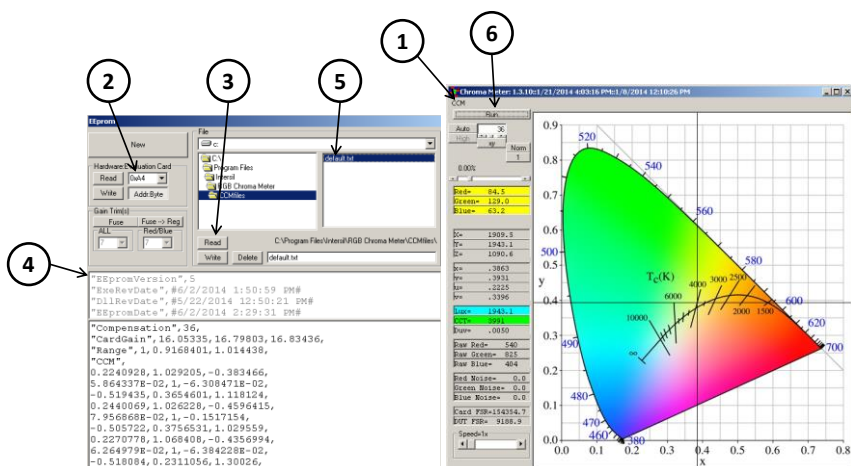 1
6
2
3
5
4
EEprom
New
Hardware:Evaluation Card
Read 0xA4
Write Addr:Byte
Gain Trim(s)
Fuse Fuse -> Reg
ALL Red/Blue
? ?
File
c:
C:\
Program Files
Intersil
RGB Chroma Meter
CCMfiles
default.txt
Read C:\Program Files\Intersil\RGB Chroma Meter\CCMfiles\
Write Delete default.txt
"EEpromVersion",5
"ExeRevDate",#6/2/2014 1:50:59 PM#
"DllRevDate",#5/22/2014 12:50:21 PM#
"EEpromDate",#6/2/2014 2:29:31 PM#
"Compensation",36,
"CardGain",16.05335,16.79803,16.83436,
"Range",1,0.9168401,1.014438,
"CCM",
0.2240928,1.029205,-0.383466,
5.864337E-02,1,-6.308471E-02,
-0.519435,0.3654601,1.118124,
0.2440069,1.026228,-0.4596415,
7.956868E-02,1,-0.1517154,
-0.505722,0.3756531,1.029559,
0.2270778,1.068408,-0.4356994,
6.264979E-02,1,-6.384228E-02,
-0.518084,0.2311056,1.30026,
Chroma Meter: 1.3.10::1/21/2014 4:03:16 PM::1/8/2014 12:10:26 PM
CCM
Run
Auto 36
High xy Norm
1
0.00%
Red= 84.5
Green= 129.0
Blue= 63.2
X= 1909.5
Y= 1943.1
Z= 1090.6
x= .3863
y= .3931
u= .2225
v= .3396
Lux= 1943.1
CCT= 3991
Duv= .0050
Raw Red= 540
Raw Green= 825
Raw Blue= 404
Red Noise= 0.0
Green Noise= 0.0
Blue Noise= 0.0
Card FSR=154354.7
DUT FSR= 9188.9
Speed=1x
0.9
0.8
0.7
0.6
0.5
y
0.4
0.3
0.2
0.1
0.0
0.0 0.1 0.2 0.3 0.4 0.5 0.6 0.7 0.8
x
520
540
560
500
580
600
620
700
490
480
470
460
380
Tc(K)
∞
10000
6000
4000
3000
2500
2000
1500